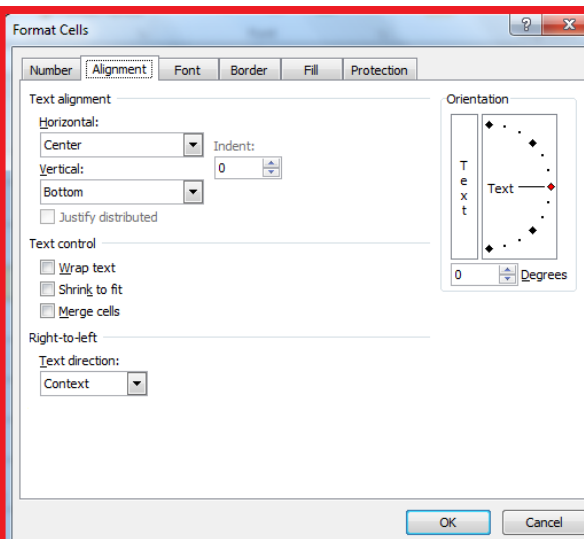 Format Cells
Number Alignment Font Border Fill Protection
Text alignment
Horizontal:
Center
Indent:
0
Vertical:
Bottom
Justify distributed
Text control
Wrap text
Shrink to fit
Merge cells
Right-to-left
Text direction:
Context
Orientation
Text
Text
0 Degrees
OK Cancel